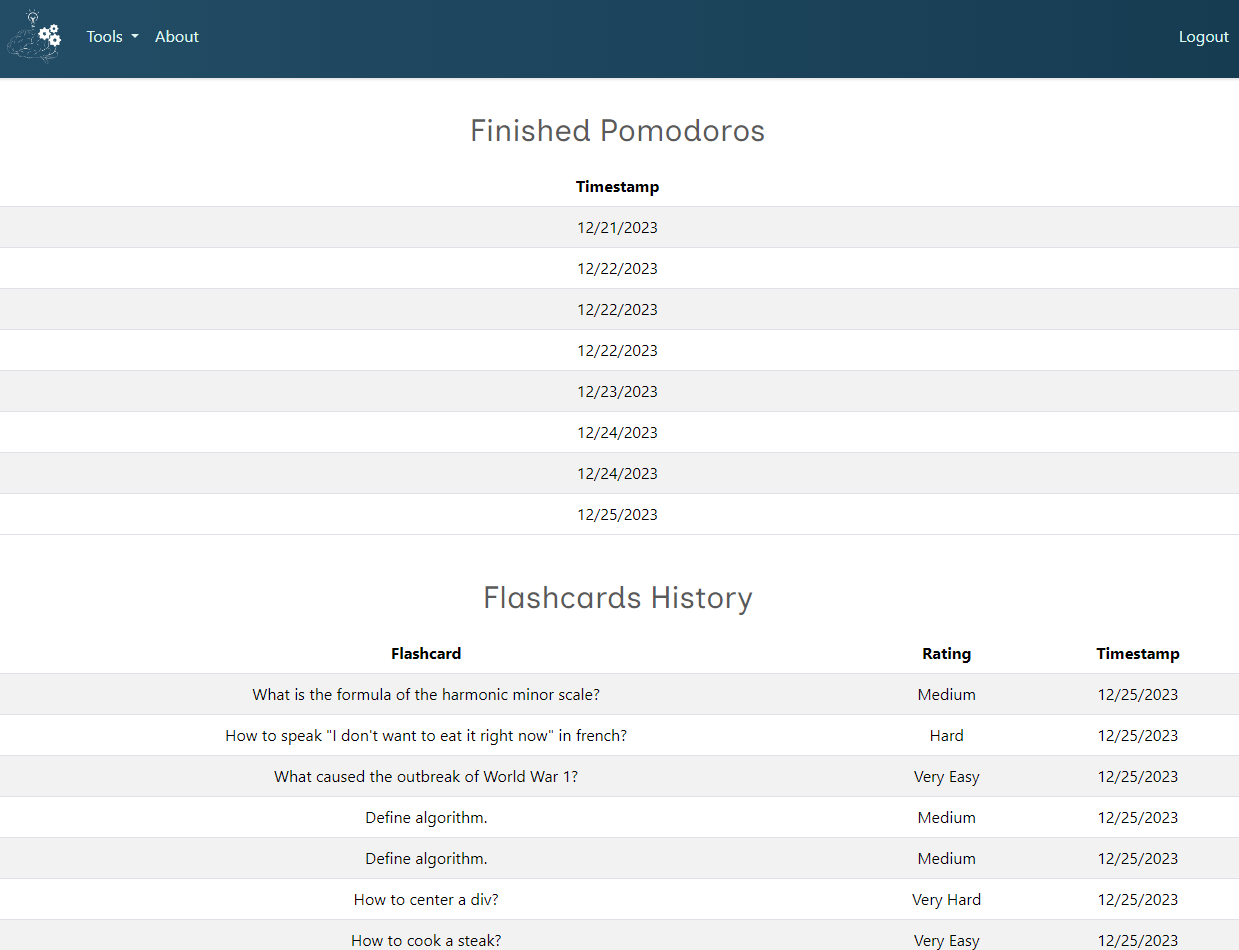 Tools About Logout
Finished Pomodoros
Timestamp
12/21/2023
12/22/2023
12/22/2023
12/22/2023
12/23/2023
12/24/2023
12/24/2023
12/25/2023
Flashcards History
Flashcard Rating Timestamp
What is the formula of the harmonic minor scale? Medium 12/25/2023
How to speak "I don't want to eat it right now" in french? Hard 12/25/2023
What caused the outbreak of World War 1? Very Easy 12/25/2023
Define algorithm. Medium 12/25/2023
Define algorithm. Medium 12/25/2023
How to center a div? Very Hard 12/25/2023
How to cook a steak? Very Easy 12/25/2023